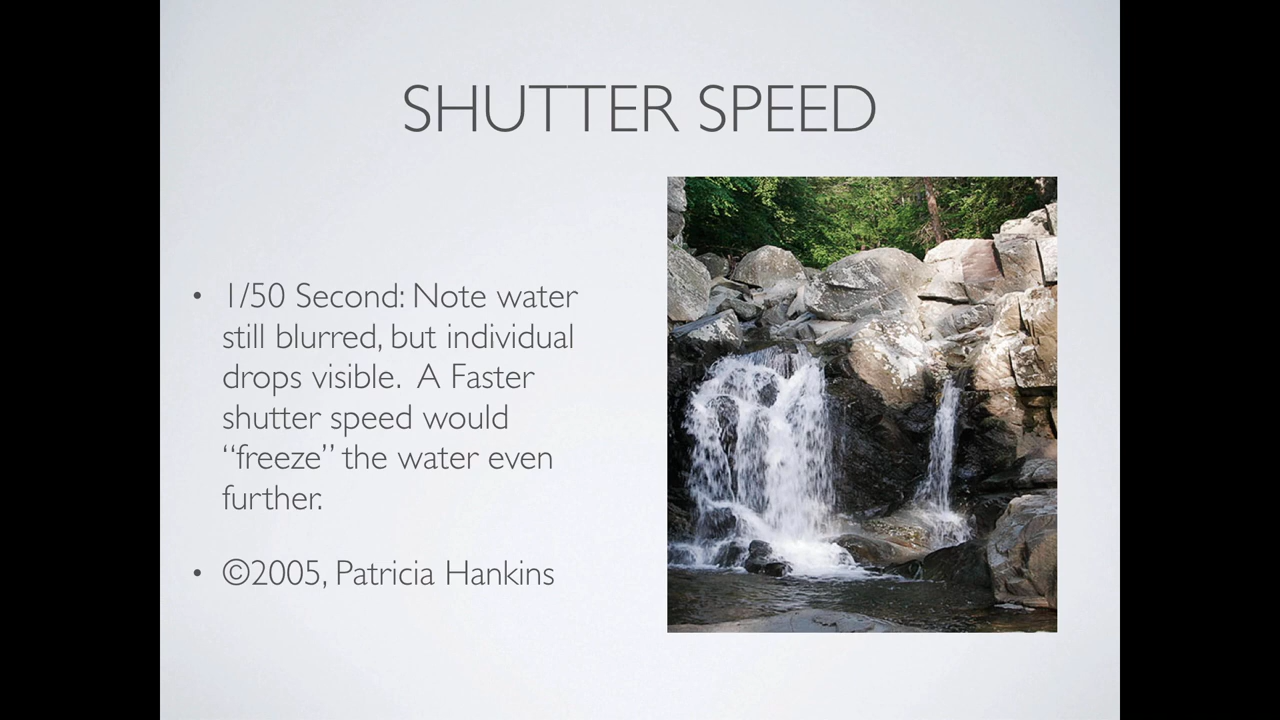 SHUTTER SPEED
• 1/50 Second: Note water
still blurred, but individual
drops visible.  A Faster
shutter speed would
“freeze” the water even
further.
• ©2005, Patricia Hankins